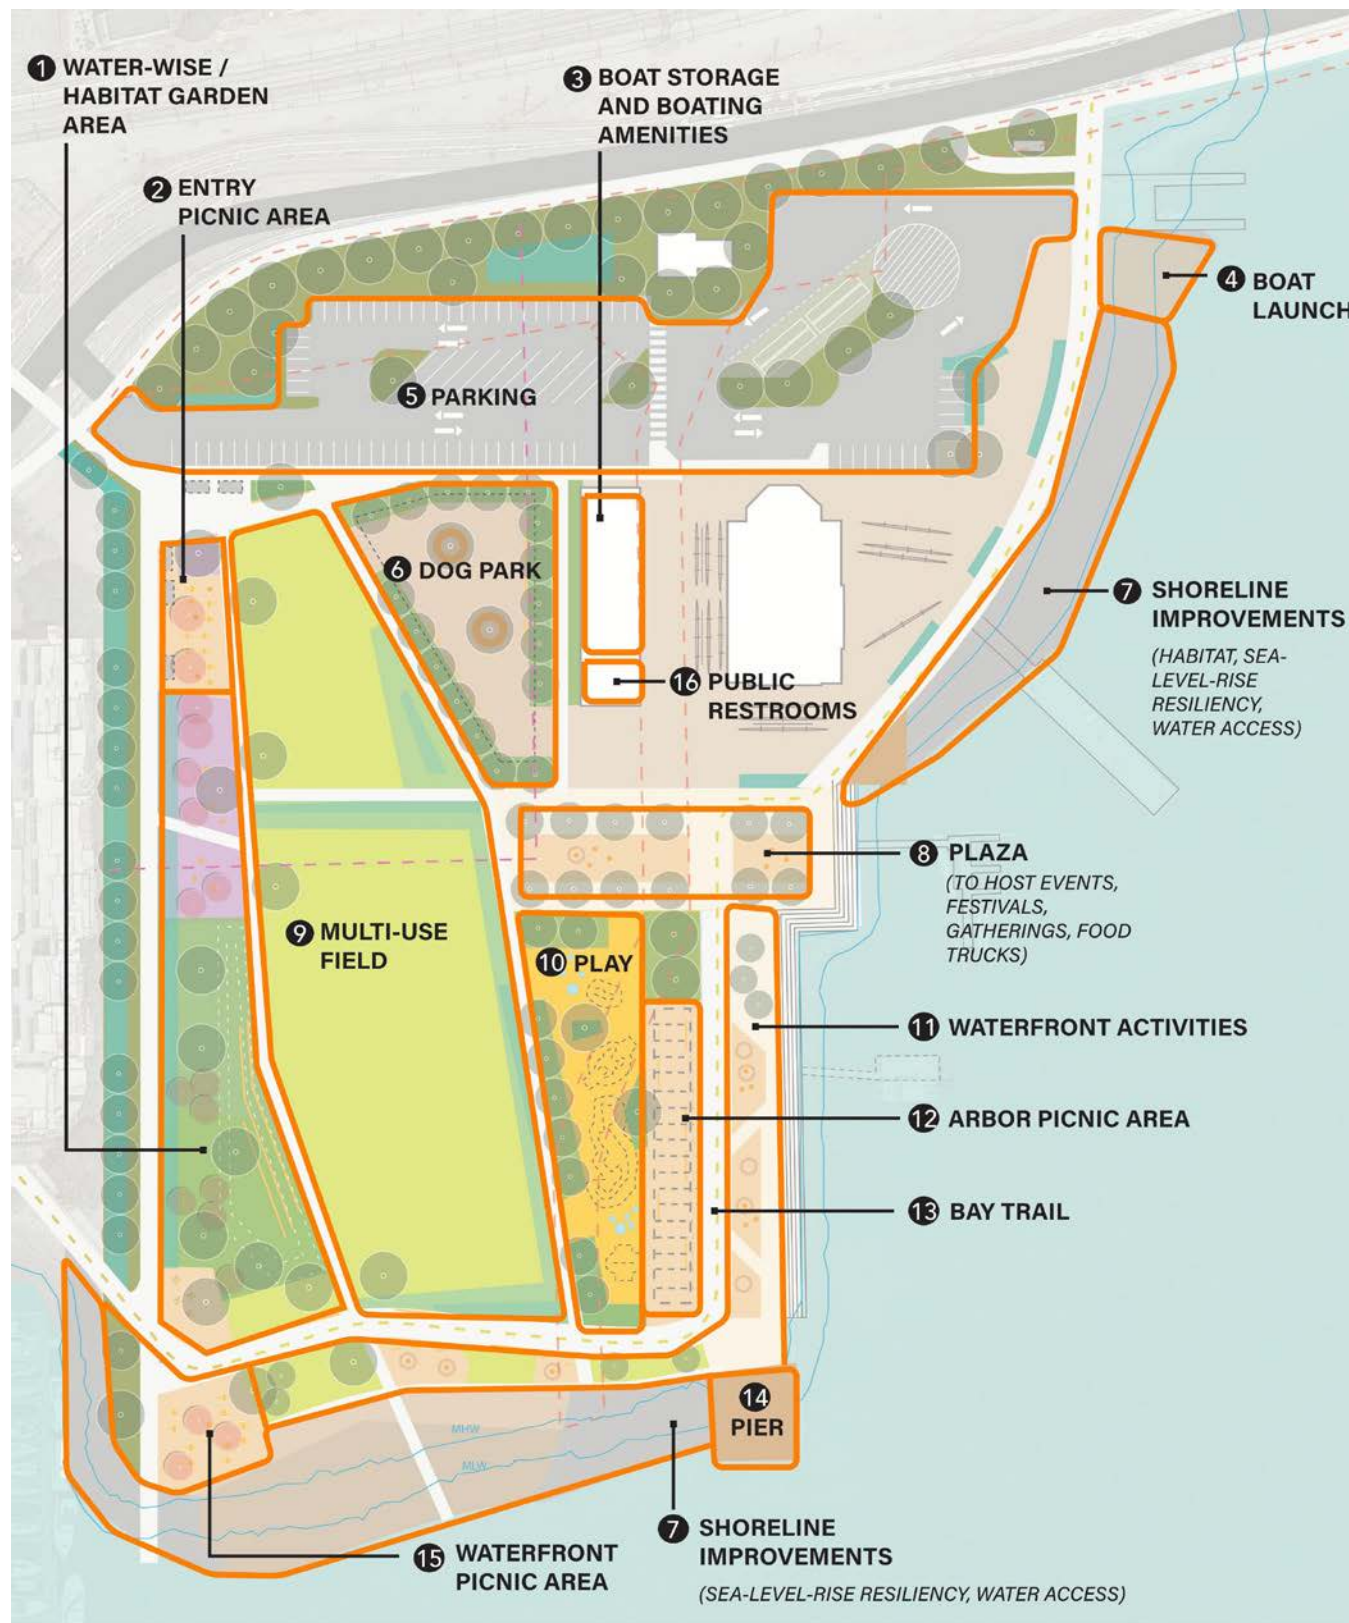 1 WATER-WISE /
HABITAT GARDEN
AREA
2 ENTRY
PICNIC AREA
3 BOAT STORAGE
AND BOATING
AMENITIES
4 BOAT
LAUNCH
5 PARKING
6 DOG PARK
7 SHORELINE
IMPROVEMENTS
(HABITAT, SEA-
LEVEL-RISE
RESILIENCY,
WATER ACCESS)
16 PUBLIC
RESTROOMS
8 PLAZA
(TO HOST EVENTS,
FESTIVALS,
GATHERINGS, FOOD
TRUCKS)
9 MULTI-USE
FIELD
10 PLAY
11 WATERFRONT ACTIVITIES
12 ARBOR PICNIC AREA
13 BAY TRAIL
14
PIER
MHW
MLW
7 SHORELINE
IMPROVEMENTS
(SEA-LEVEL-RISE RESILIENCY, WATER ACCESS)
15 WATERFRONT
PICNIC AREA